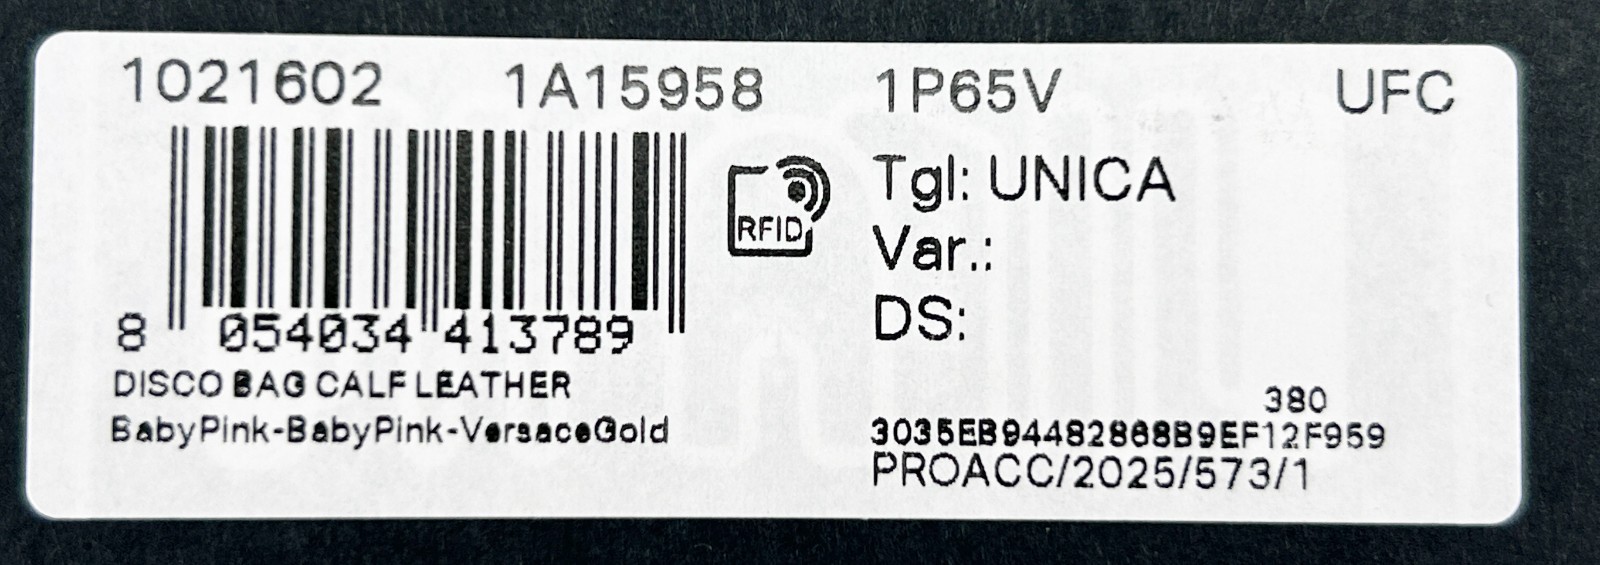 1021602 1A15958 1P65V UFC
RFID
Tgl: UNICA
Var.:
DS:
8 054034 413789
DISCO BAG CALF LEATHER
BabyPink-BabyPink-VersaceGold
380
3035EB94482868B9EF12F959
PROACC/2025/573/1